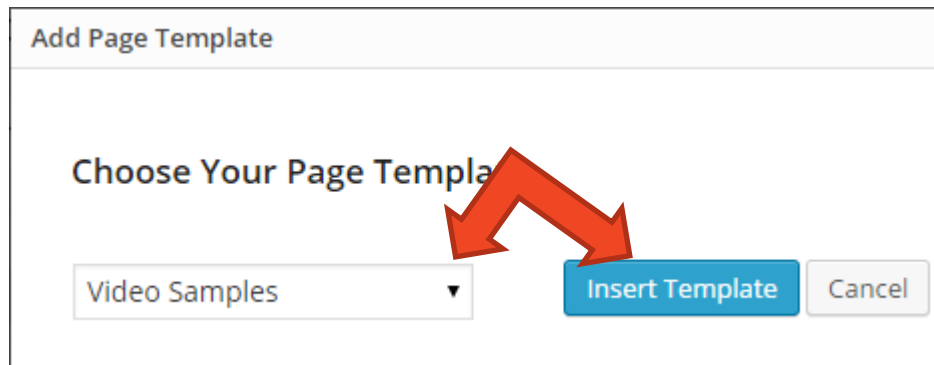 Add Page Template
Choose Your Page Templa
Video Samples
Insert Template
Cancel